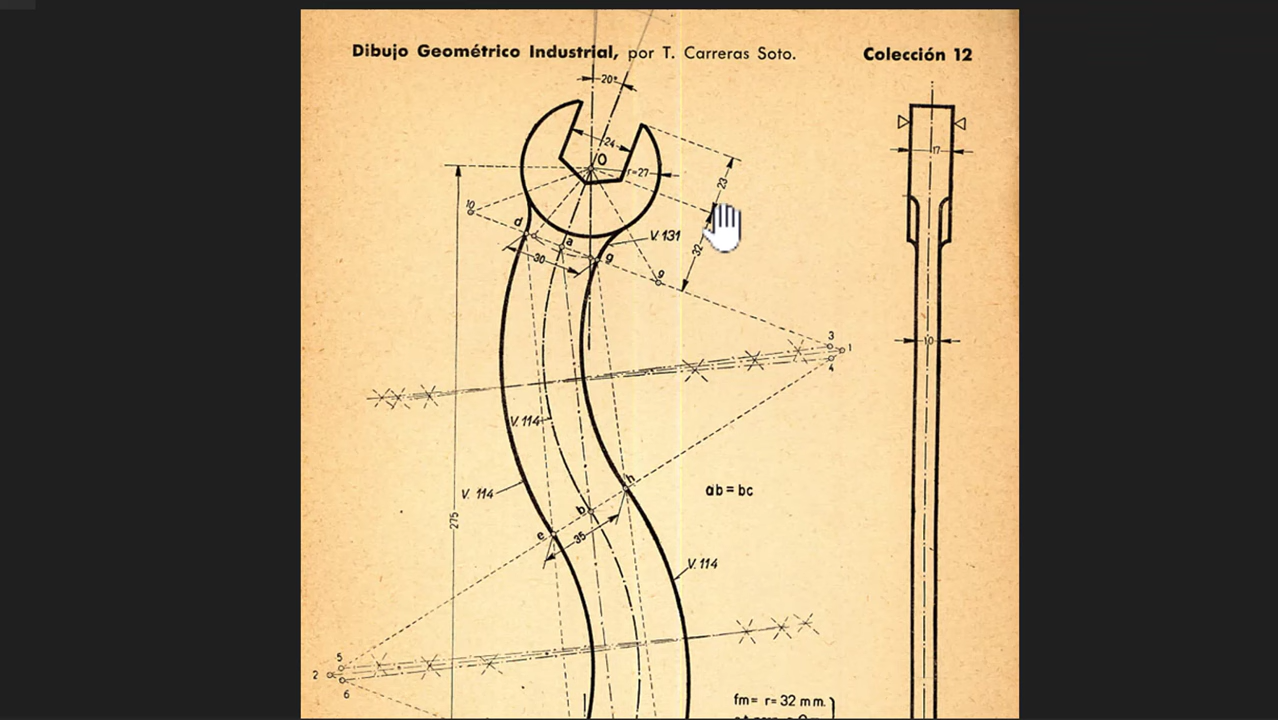 Dibujo Geométrico Industrial, por T. Carreras Soto.
Colección 12
20°
24
O
17
r=27
23
10
d
a
V. 131
32
g
30
9
3
1
10
4
V. 114
h
V. 114
ab = bc
b
275
e
35
V. 114
5
2
6
fm= r= 32 mm.